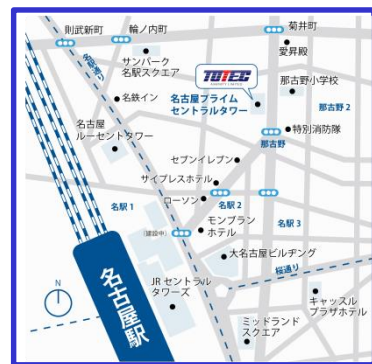 則武新町
輪ノ内町
菊井町
愛昇殿
サンパーク
名駅スクエア
名駅通り
TOTEC
那古野小学校
名鉄イン
名古屋プライム
セントラルタワー
那古野 2
名古屋
ルーセントタワー
特別消防隊
那古野
セブンイレブン
サイプレスホテル
名駅 1
ローソン
名駅 2
名駅 3
(建設中)
モンブラン
ホテル
大名古屋ビルヂング
桜通り
名古屋駅
N
JR セントラル
タワーズ
キャッスル
プラザホテル
ミッドランド
スクエア